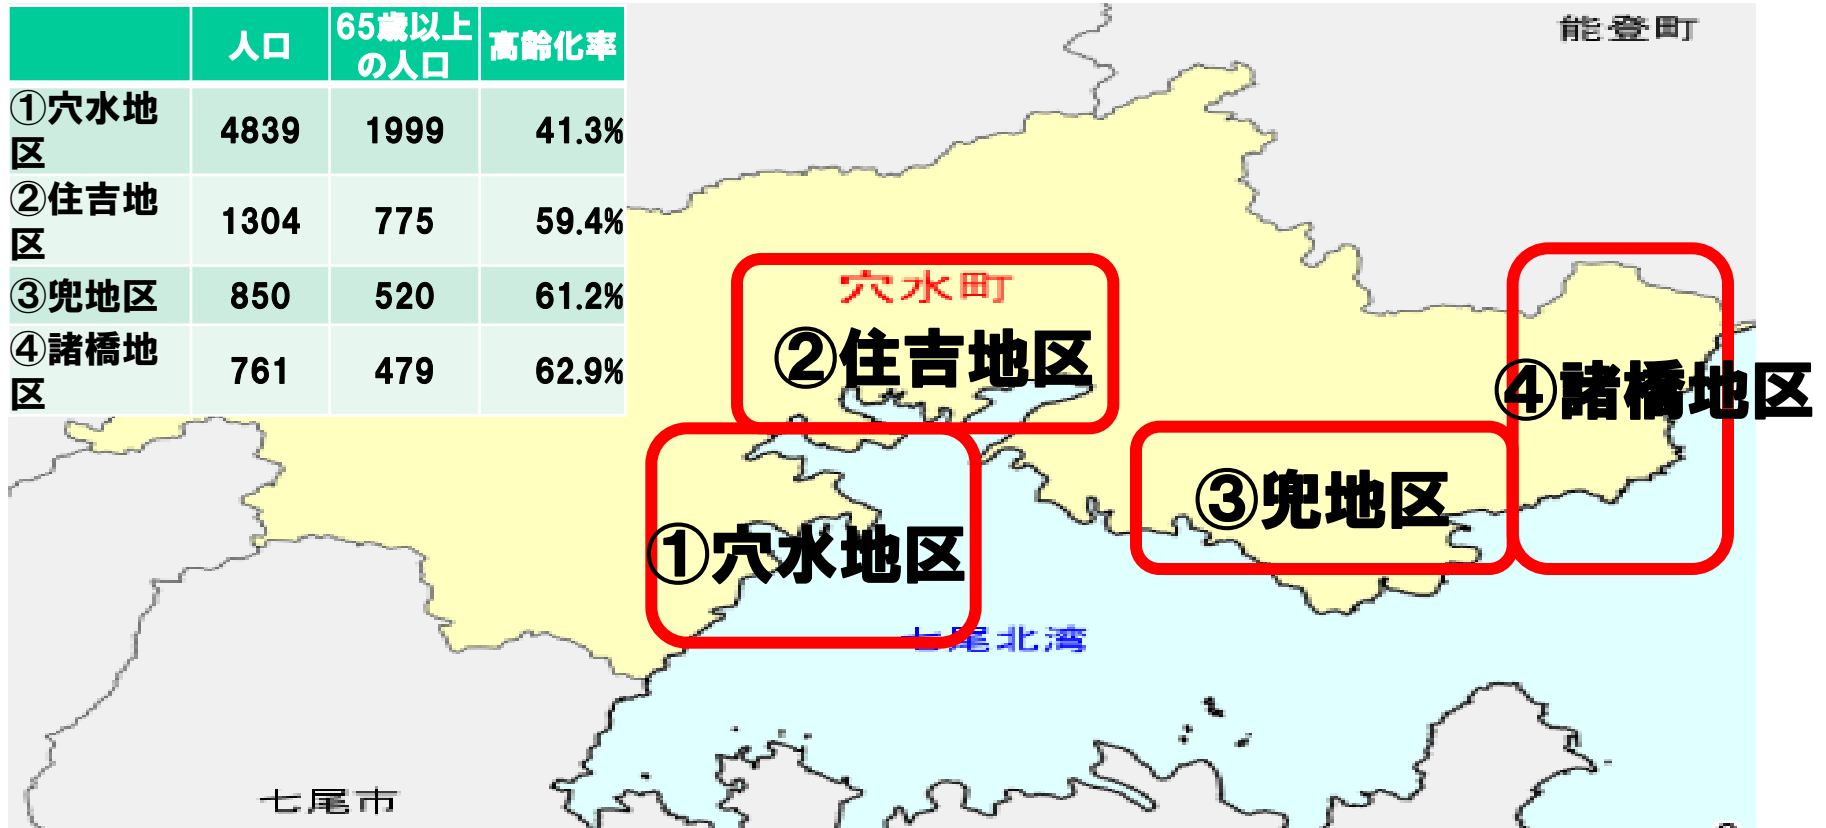 人口 65歳以上の人口 高齢化率
①穴水地区 4839 1999 41.3%
②住吉地区 1304 775 59.4%
③兜地区 850 520 61.2%
④諸橋地区 761 479 62.9%
能登町
穴水町
②住吉地区
④諸橋地区
③兜地区
①穴水地区
七尾北湾
七尾市